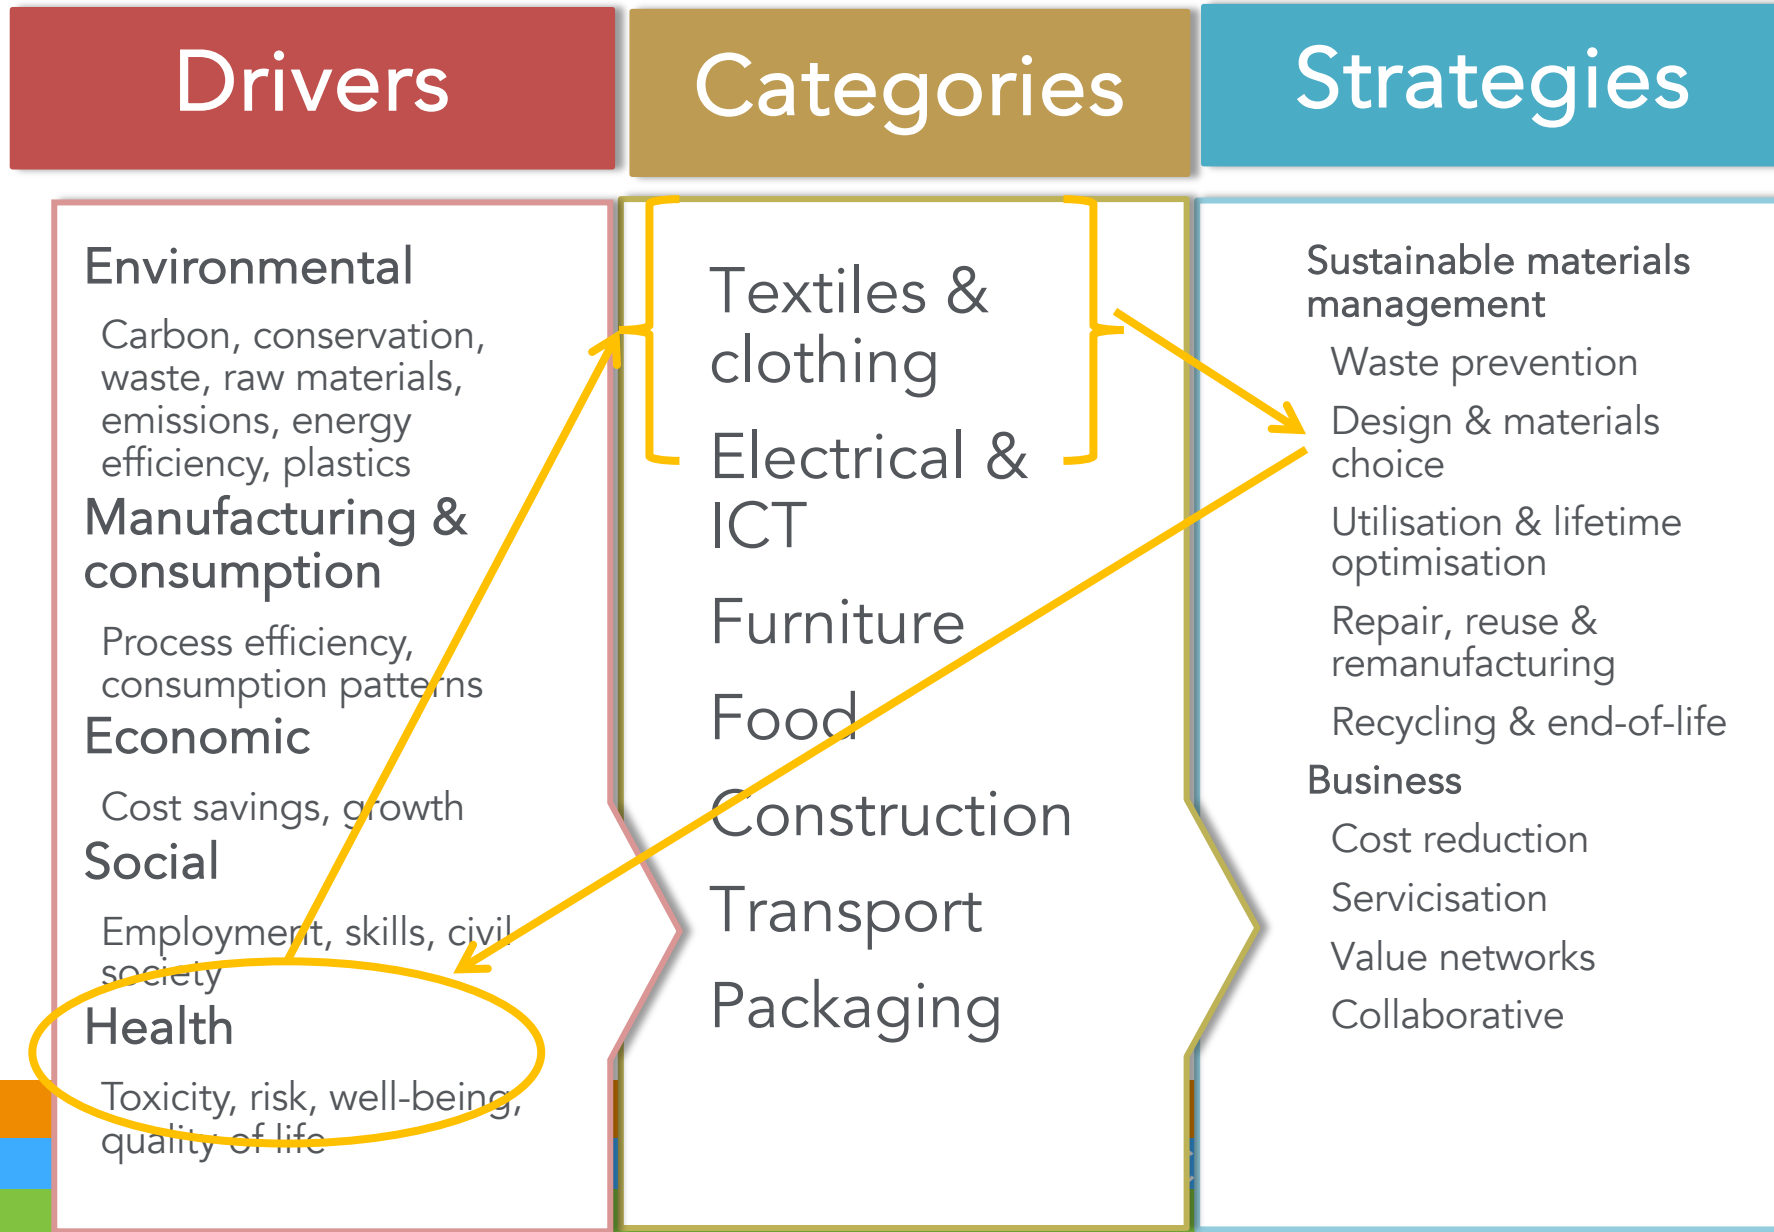 Drivers
Environmental
Carbon, conservation,
waste, raw materials,
emissions, energy
efficiency, plastics
Manufacturing &
consumption
Process efficiency,
consumption patterns
Economic
Cost savings, growth
Social
Employment, skills, civil
society
Health
Toxicity, risk, well-being,
quality of life
Categories
Textiles &
clothing
Electrical &
ICT
Furniture
Food
Construction
Transport
Packaging
Strategies
Sustainable materials
management
Waste prevention
Design & materials
choice
Utilisation & lifetime
optimisation
Repair, reuse &
remanufacturing
Recycling & end-of-life
Business
Cost reduction
Servicisation
Value networks
Collaborative